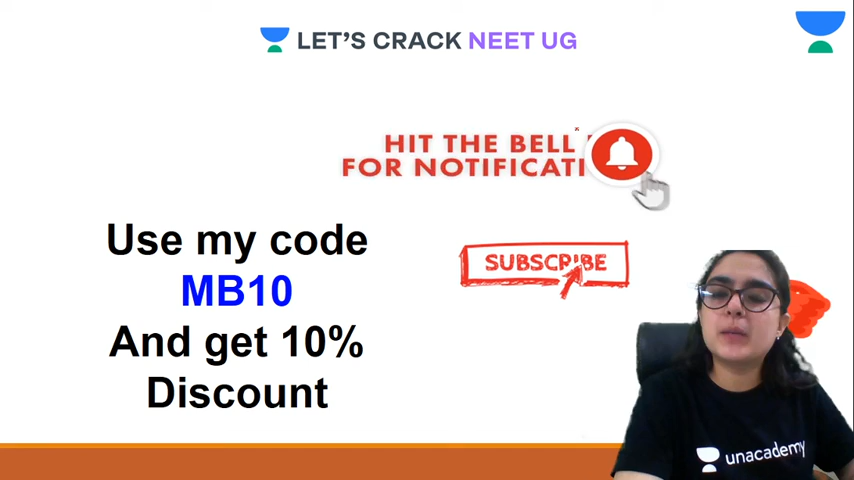 LET'S CRACK NEET UG
HIT THE BELL
FOR NOTIFICATI
Use my code
MB10
And get 10%
Discount
SUBSCRIBE
unacademy